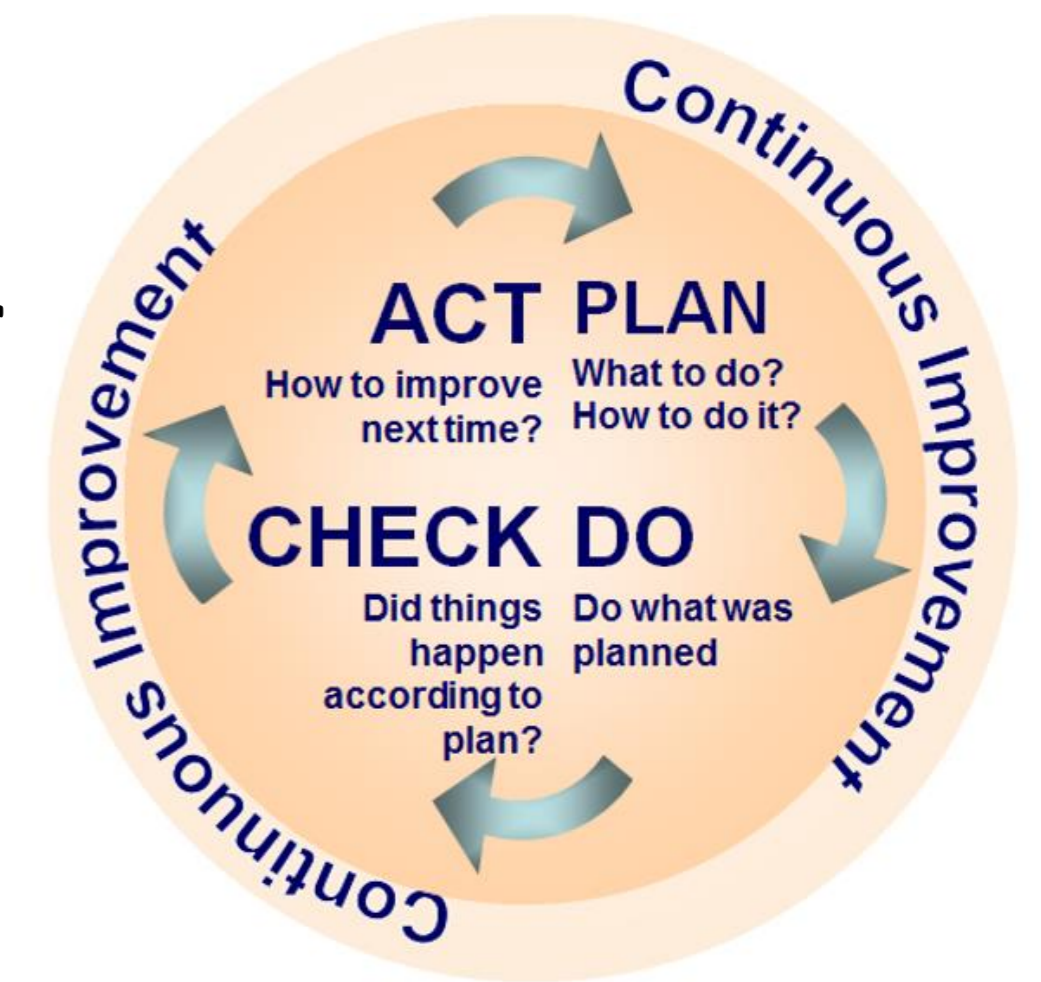 Continuous Improvement
PLAN
What to do?
How to do it?
DO
Do what was
planned
CHECK
Did things
happen
according to
plan?
ACT
How to improve
next time?
Continuous Improvement